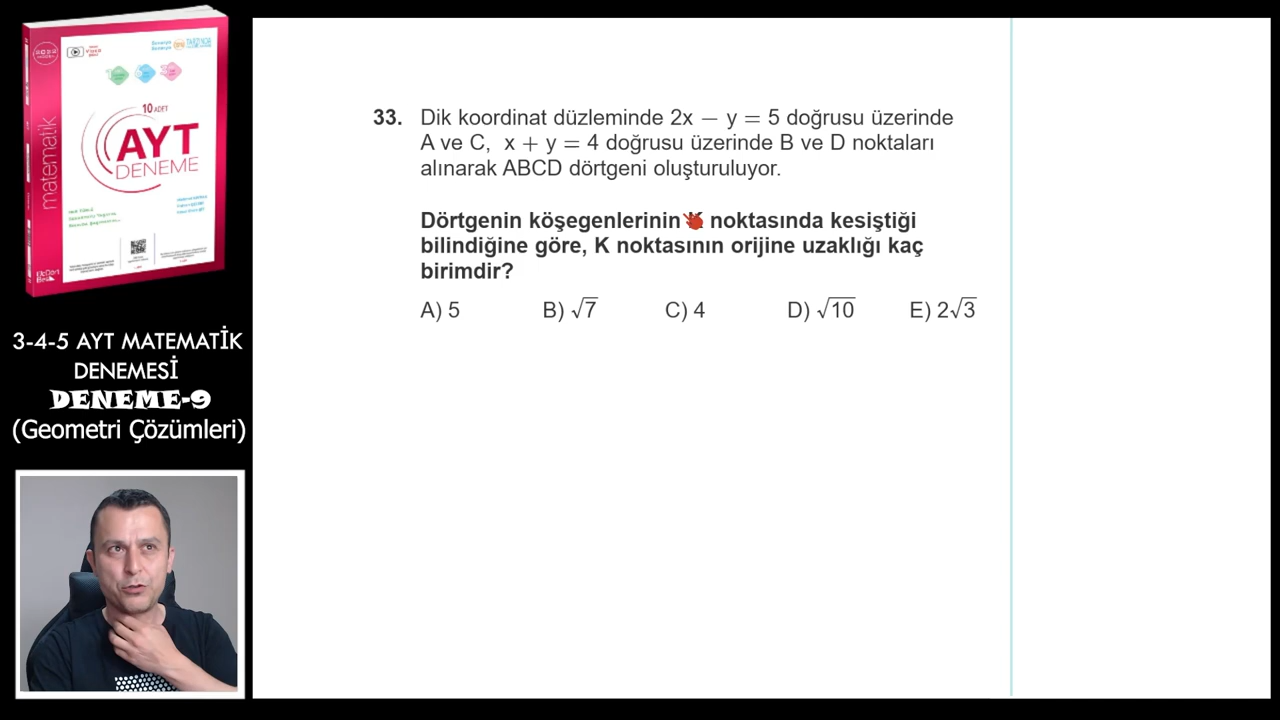 matematik
10 ADET
AYT
DENEME
3-4-5 AYT MATEMATİK
DENEMESİ
DENEME-9
(Geometri Çözümleri)
33. Dik koordinat düzleminde 2x – y = 5 doğrusu üzerinde
A ve C, x + y = 4 doğrusu üzerinde B ve D noktaları
alınarak ABCD dörtgeni oluşturuluyor.
Dörtgenin köşegenlerinin noktasında kesiştiği
bilindiğine göre, K noktasının orijine uzaklığı kaç
birimdir?
A) 5 B) √7 C) 4 D) √10 E) 2√3